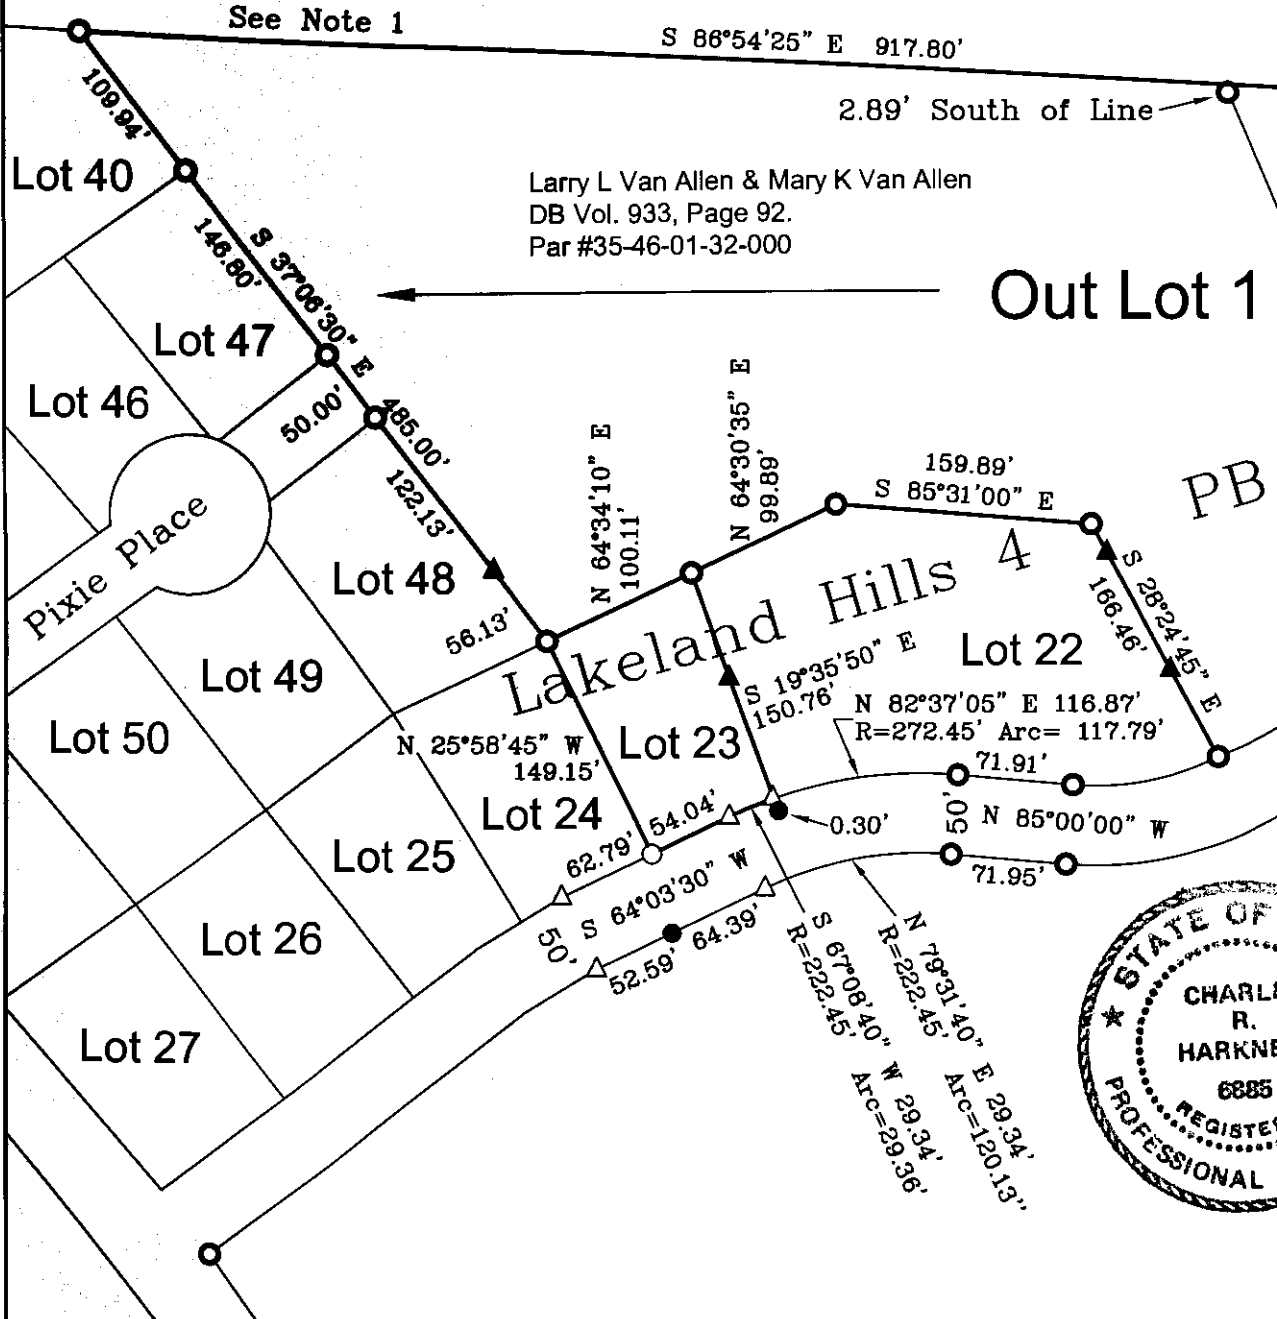 See Note 1
S 86°54'25" E 917.80'
2.89' South of Line
109.94'
Lot 40
Larry L Van Allen & Mary K Van Allen
DB Vol. 933, Page 92.
Par #35-46-01-32-000
146.80'
S 37°06'30" E
485.00'
Out Lot 1
Lot 47
Lot 46
50.00'
122.13'
N 64°34'10" E
100.11'
N 64°30'35" E
99.89'
159.89'
S 85°31'00" E
PB
Pixie Place
Lot 48
56.13'
Lakeland Hills 4
S 28°24'45" E
166.46'
Lot 22
S 19°35'50" E
150.76'
Lot 49
N 82°37'05" E 116.87'
R=272.45' Arc= 117.79'
Lot 50
N 25°58'45" W
149.15'
Lot 23
71.91'
Lot 24
54.04'
0.30'
50'
N 85°00'00" W
Lot 25
62.79'
71.95'
S 64°03'30" W
50'
64.39'
52.59'
Lot 26
S 67°08'40" W 29.34'
R=222.45' Arc=29.36'
N 79°31'40" E 29.34'
R=222.45' Arc=120.13"
Lot 27
★ STATE OF
CHARL
R.
HARKNE
6885
REGISTE
PROFESSIONAL